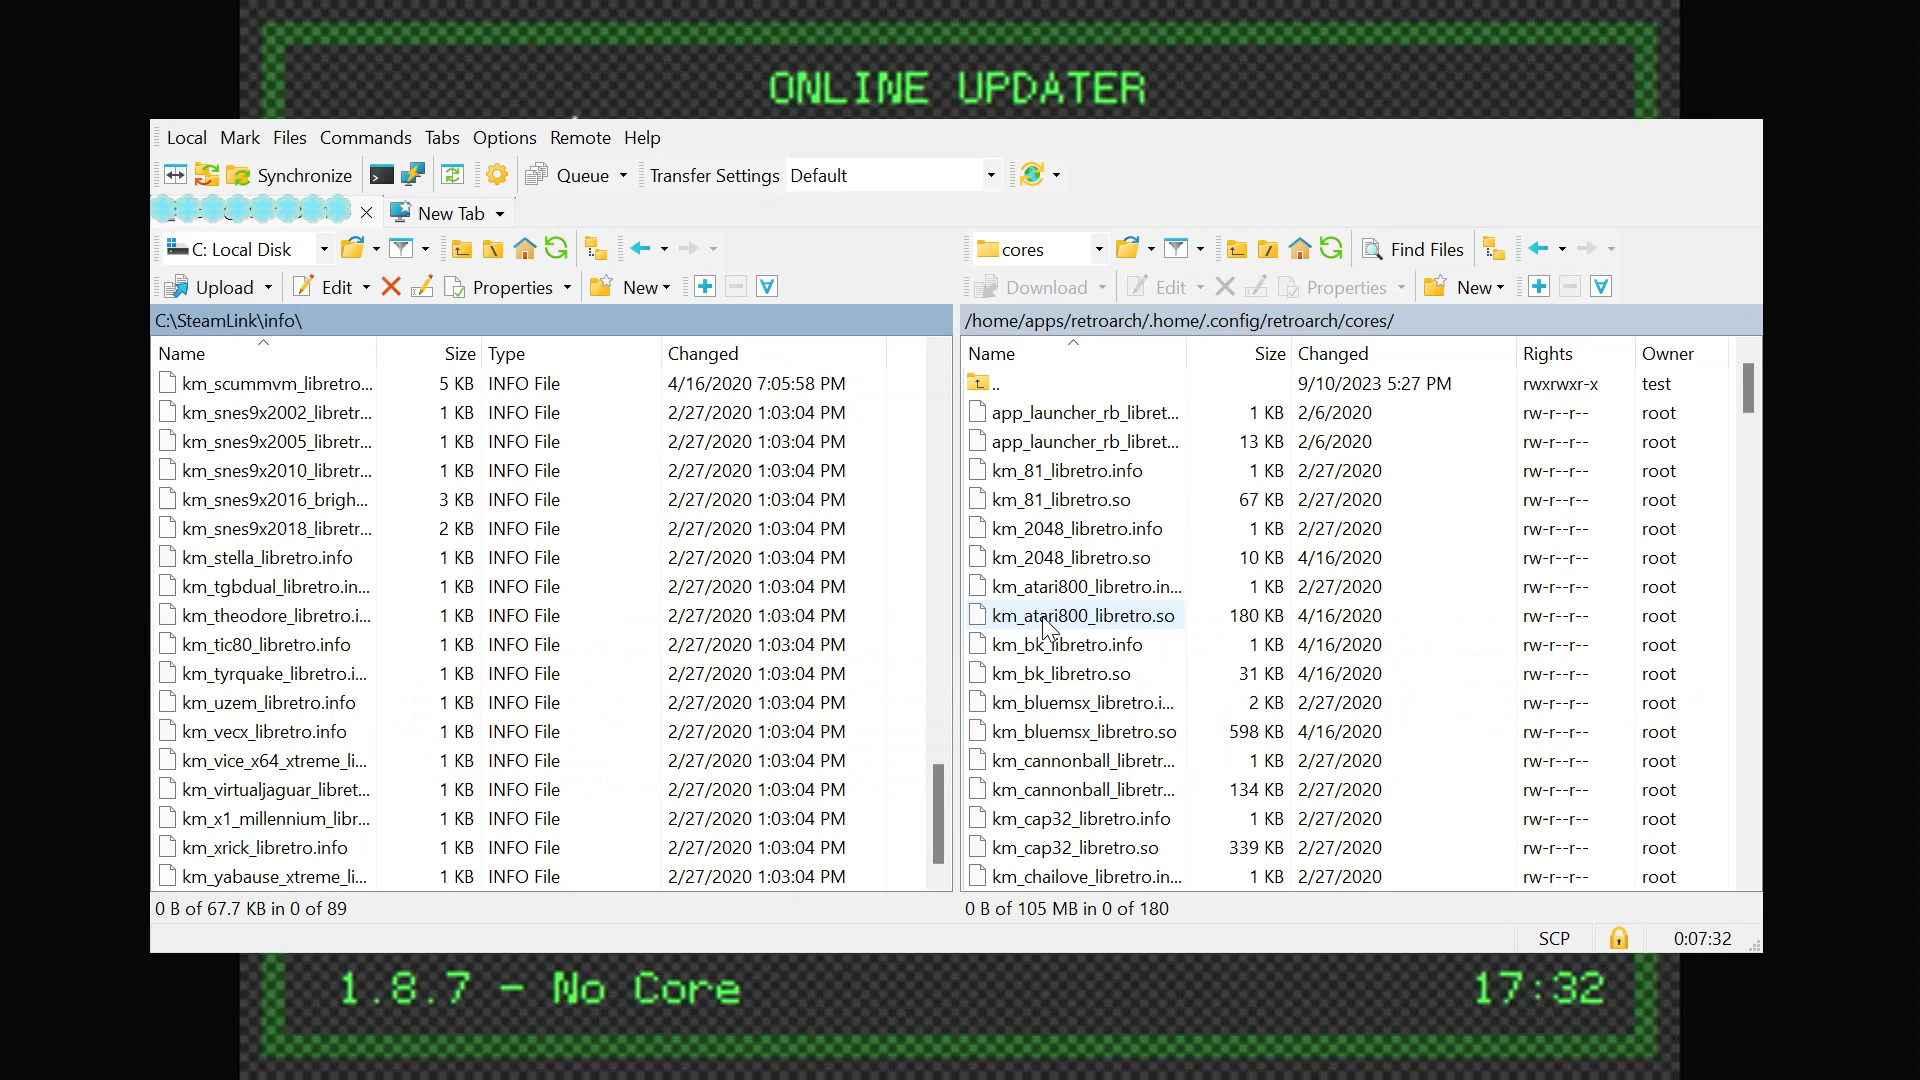 ONLINE UPDATER
Local Mark Files Commands Tabs Options Remote Help
Synchronize Queue Transfer Settings Default
New Tab
C: Local Disk cores Find Files
Upload Edit Properties New Download Edit Properties New
C:\SteamLink\info\ /home/apps/retroarch/.home/.config/retroarch/cores/
Name Size Type Changed Name Size Changed Rights Owner
km_scummvm_libretro... 5 KB INFO File 4/16/2020 7:05:58 PM .. 9/10/2023 5:27 PM rwxrwxr-x test
km_snes9x2002_libretr... 1 KB INFO File 2/27/2020 1:03:04 PM app_launcher_rb_libret... 1 KB 2/6/2020 rw-r--r-- root
km_snes9x2005_libretr... 1 KB INFO File 2/27/2020 1:03:04 PM app_launcher_rb_libret... 13 KB 2/6/2020 rw-r--r-- root
km_snes9x2010_libretr... 1 KB INFO File 2/27/2020 1:03:04 PM km_81_libretro.info 1 KB 2/27/2020 rw-r--r-- root
km_snes9x2016_brigh... 3 KB INFO File 2/27/2020 1:03:04 PM km_81_libretro.so 67 KB 2/27/2020 rw-r--r-- root
km_snes9x2018_libretr... 2 KB INFO File 2/27/2020 1:03:04 PM km_2048_libretro.info 1 KB 2/27/2020 rw-r--r-- root
km_stella_libretro.info 1 KB INFO File 2/27/2020 1:03:04 PM km_2048_libretro.so 10 KB 4/16/2020 rw-r--r-- root
km_tgbdual_libretro.in... 1 KB INFO File 2/27/2020 1:03:04 PM km_atari800_libretro.in... 1 KB 2/27/2020 rw-r--r-- root
km_theodore_libretro.i... 1 KB INFO File 2/27/2020 1:03:04 PM km_atari800_libretro.so 180 KB 4/16/2020 rw-r--r-- root
km_tic80_libretro.info 1 KB INFO File 2/27/2020 1:03:04 PM km_bk_libretro.info 1 KB 4/16/2020 rw-r--r-- root
km_tyrquake_libretro.i... 1 KB INFO File 2/27/2020 1:03:04 PM km_bk_libretro.so 31 KB 4/16/2020 rw-r--r-- root
km_uzem_libretro.info 1 KB INFO File 2/27/2020 1:03:04 PM km_bluemsx_libretro.i... 2 KB 2/27/2020 rw-r--r-- root
km_vecx_libretro.info 1 KB INFO File 2/27/2020 1:03:04 PM km_bluemsx_libretro.so 598 KB 4/16/2020 rw-r--r-- root
km_vice_x64_xtreme_li... 1 KB INFO File 2/27/2020 1:03:04 PM km_cannonball_libretr... 1 KB 2/27/2020 rw-r--r-- root
km_virtualjaguar_libret... 1 KB INFO File 2/27/2020 1:03:04 PM km_cannonball_libretr... 134 KB 2/27/2020 rw-r--r-- root
km_x1_millennium_libr... 1 KB INFO File 2/27/2020 1:03:04 PM km_cap32_libretro.info 1 KB 2/27/2020 rw-r--r-- root
km_xrick_libretro.info 1 KB INFO File 2/27/2020 1:03:04 PM km_cap32_libretro.so 339 KB 2/27/2020 rw-r--r-- root
km_yabause_xtreme_li... 1 KB INFO File 2/27/2020 1:03:04 PM km_chailove_libretro.in... 1 KB 2/27/2020 rw-r--r-- root
0 B of 67.7 KB in 0 of 89 0 B of 105 MB in 0 of 180
SCP 0:07:32
1.8.7 - No Core 17:32